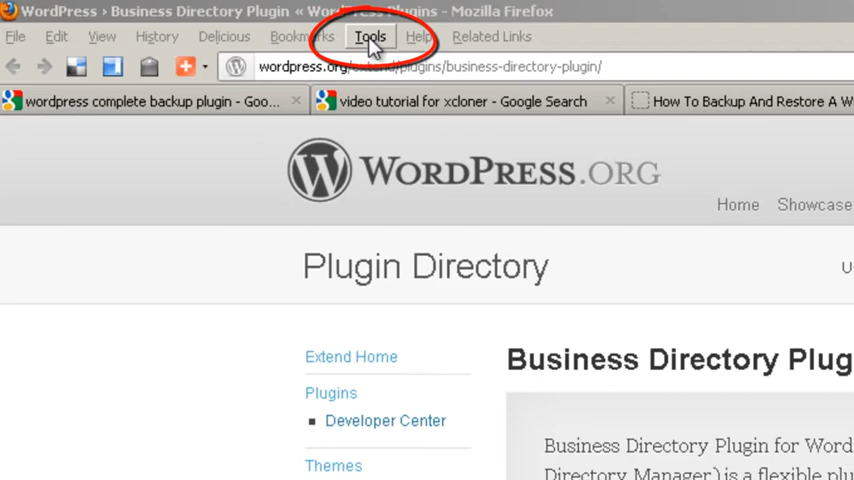 WordPress › Business Directory Plugin « WordPress Plugins - Mozilla Firefox
File Edit View History Delicious Bookmarks Tools Help Related Links
wordpress.org/extend/plugins/business-directory-plugin/
wordpress complete backup plugin - Goo... video tutorial for xcloner - Google Search How To Backup And Restore A W
WORDPRESS.ORG
Home Showcase
Plugin Directory
U
Extend Home
Business Directory Plug
Plugins
Developer Center
Business Directory Plugin for Word
Themes
Directory Manager) is a flexible plu